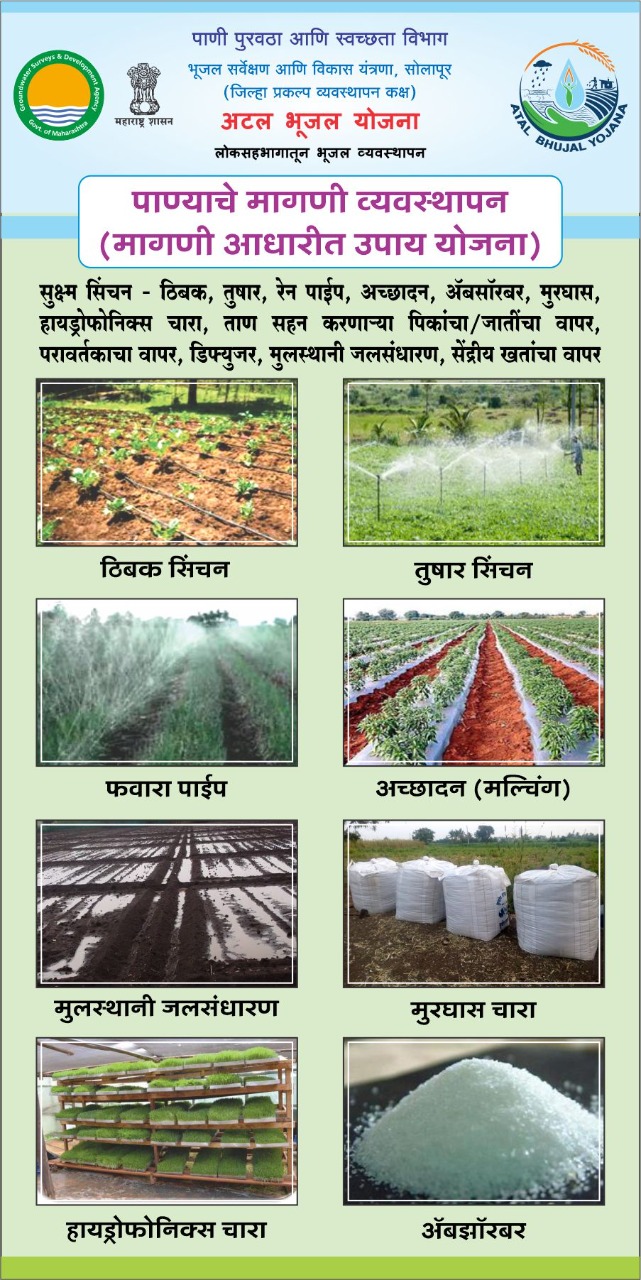 पाणी पुरवठा आणि स्वच्छता विभाग
भूजल सर्वेक्षण आणि विकास यंत्रणा, सोलापूर
(जिल्हा प्रकल्प व्यवस्थापन कक्ष)
अटल भूजल योजना
लोकसहभागातून भूजल व्यवस्थापन
Groundwater Surveys & Development Agency
Govt. of Maharashtra
महाराष्ट्र शासन
ATAL BHUJAL YOJANA
पाण्याचे मागणी व्यवस्थापन
(मागणी आधारीत उपाय योजना)
सुक्ष्म सिंचन - ठिबक, तुषार, रेन पाईप, अच्छादन, ॲबसॉरबर, मुरघास,
हायड्रोफोनिक्स चारा, ताण सहन करणाऱ्या पिकांचा/जातींचा वापर,
परावर्तकाचा वापर, डिफ्युजर, मुलस्थानी जलसंधारण, सेंद्रीय खतांचा वापर
ठिबक सिंचन
तुषार सिंचन
फवारा पाईप
अच्छादन (मल्चिंग)
मुलस्थानी जलसंधारण
मुरघास चारा
हायड्रोफोनिक्स चारा
ॲबझॉरबर